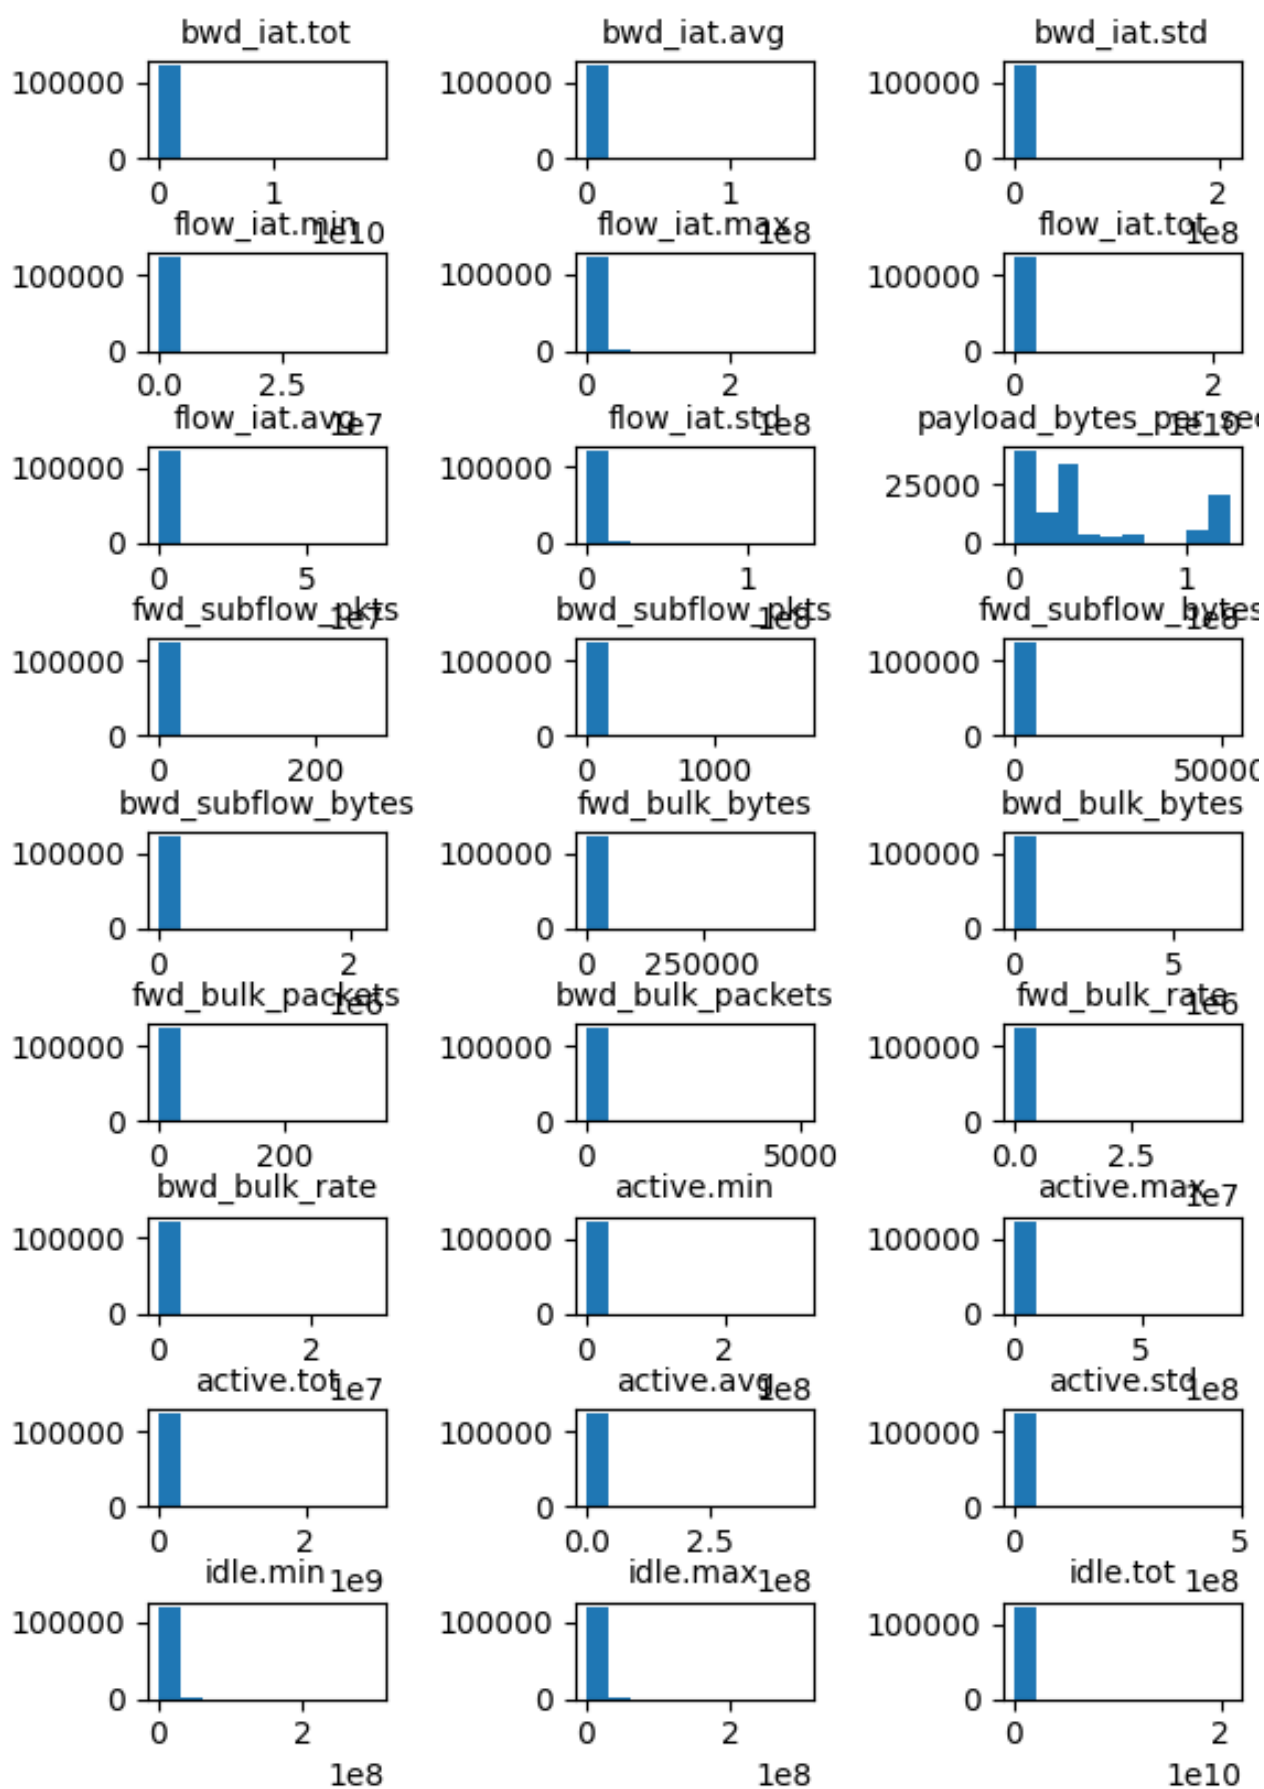 bwd_iat.tot bwd_iat.avg bwd_iat.std
100000 100000 100000
0 0 0
0 1 0 1 0 2
1e10 1e8 1e8
flow_iat.min flow_iat.max flow_iat.tot
100000 100000 100000
0 0 0
0.0 2.5 0 2 0 2
1e7 1e8 1e10
flow_iat.avg flow_iat.std payload_bytes_per_sec
100000 100000 25000
0 0 0
0 5 0 1 0 1
1e7 1e8 1e8
fwd_subflow_pkts bwd_subflow_pkts fwd_subflow_bytes
100000 100000 100000
0 0 0
0 200 0 1000 0 50000
bwd_subflow_bytes fwd_bulk_bytes bwd_bulk_bytes
100000 100000 100000
0 0 0
0 2 0 250000 0 5
1e6 1e6
fwd_bulk_packets bwd_bulk_packets fwd_bulk_rate
100000 100000 100000
0 0 0
0 200 0 5000 0.0 2.5
1e7
bwd_bulk_rate active.min active.max
100000 100000 100000
0 0 0
0 2 0 2 0 5
1e7 1e8 1e8
active.tot active.avg active.std
100000 100000 100000
0 0 0
0 2 0.0 2.5 0 5
1e9 1e8 1e8
idle.min idle.max idle.tot
100000 100000 100000
0 0 0
0 2 0 2 0 2
1e8 1e8 1e10